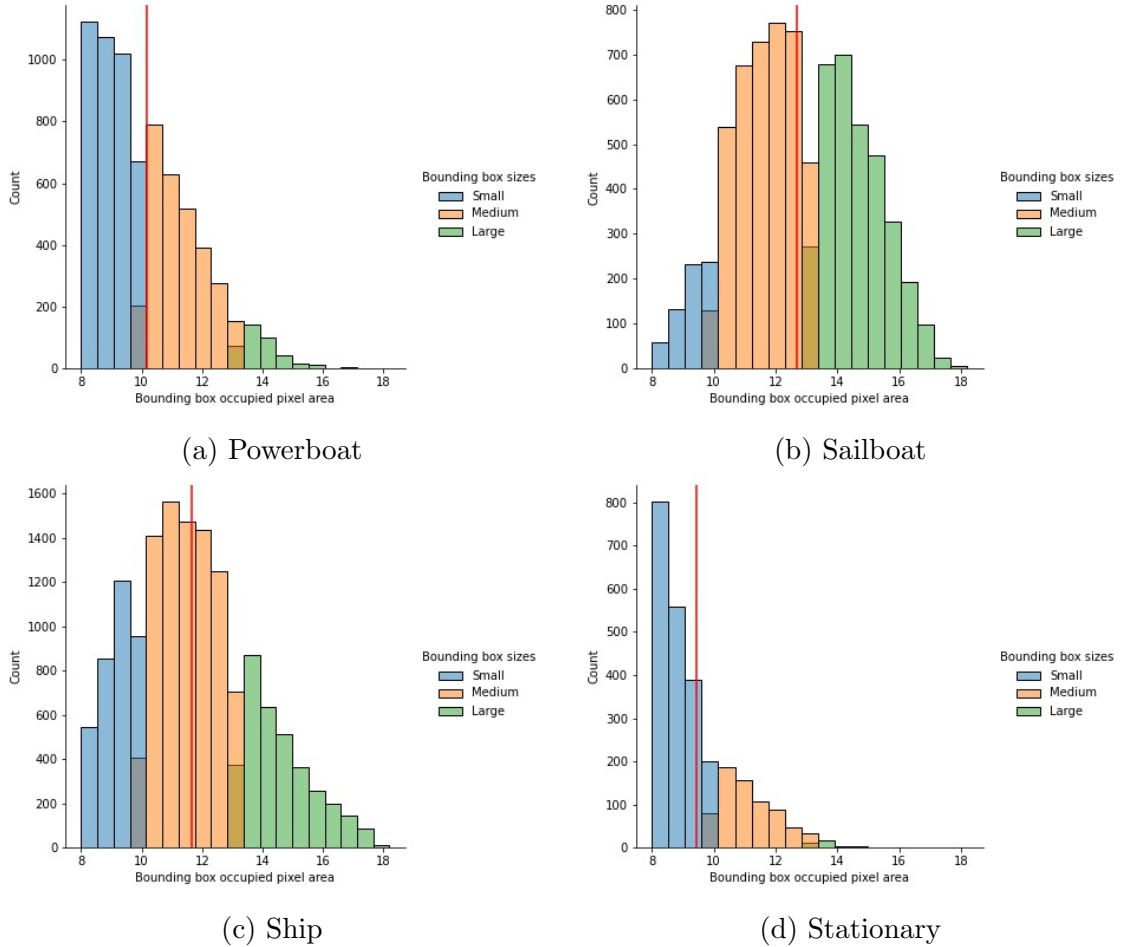 1000
800
600
400
200
0
Count
8 10 12 14 16 18
Bounding box occupied pixel area
Bounding box sizes
Small
Medium
Large
(a) Powerboat
800
700
600
500
400
300
200
100
0
Count
8 10 12 14 16 18
Bounding box occupied pixel area
Bounding box sizes
Small
Medium
Large
(b) Sailboat
1600
1400
1200
1000
800
600
400
200
0
Count
8 10 12 14 16 18
Bounding box occupied pixel area
Bounding box sizes
Small
Medium
Large
(c) Ship
800
700
600
500
400
300
200
100
0
Count
8 10 12 14 16 18
Bounding box occupied pixel area
Bounding box sizes
Small
Medium
Large
(d) Stationary